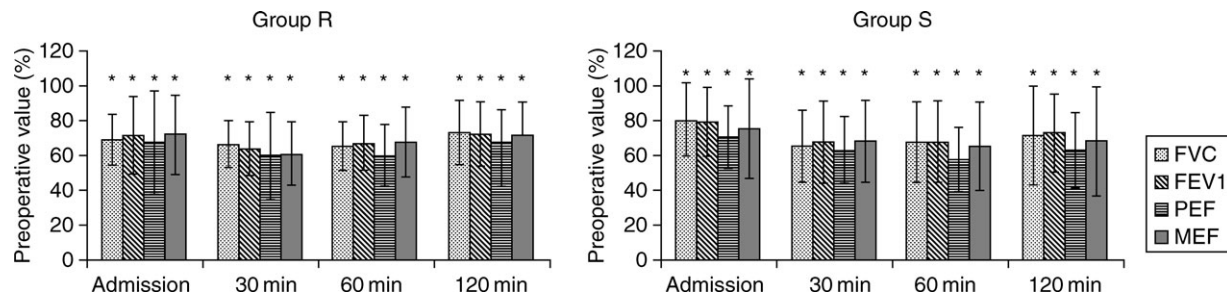 Group R
Preoperative value (%)
120
100
80
60
40
20
0
* * * * * * * * * * * * * * * *
Admission 30 min 60 min 120 min
Group S
Preoperative value (%)
120
100
80
60
40
20
0
* * * * * * * * * * * * * * * *
Admission 30 min 60 min 120 min
FVC
FEV1
PEF
MEF